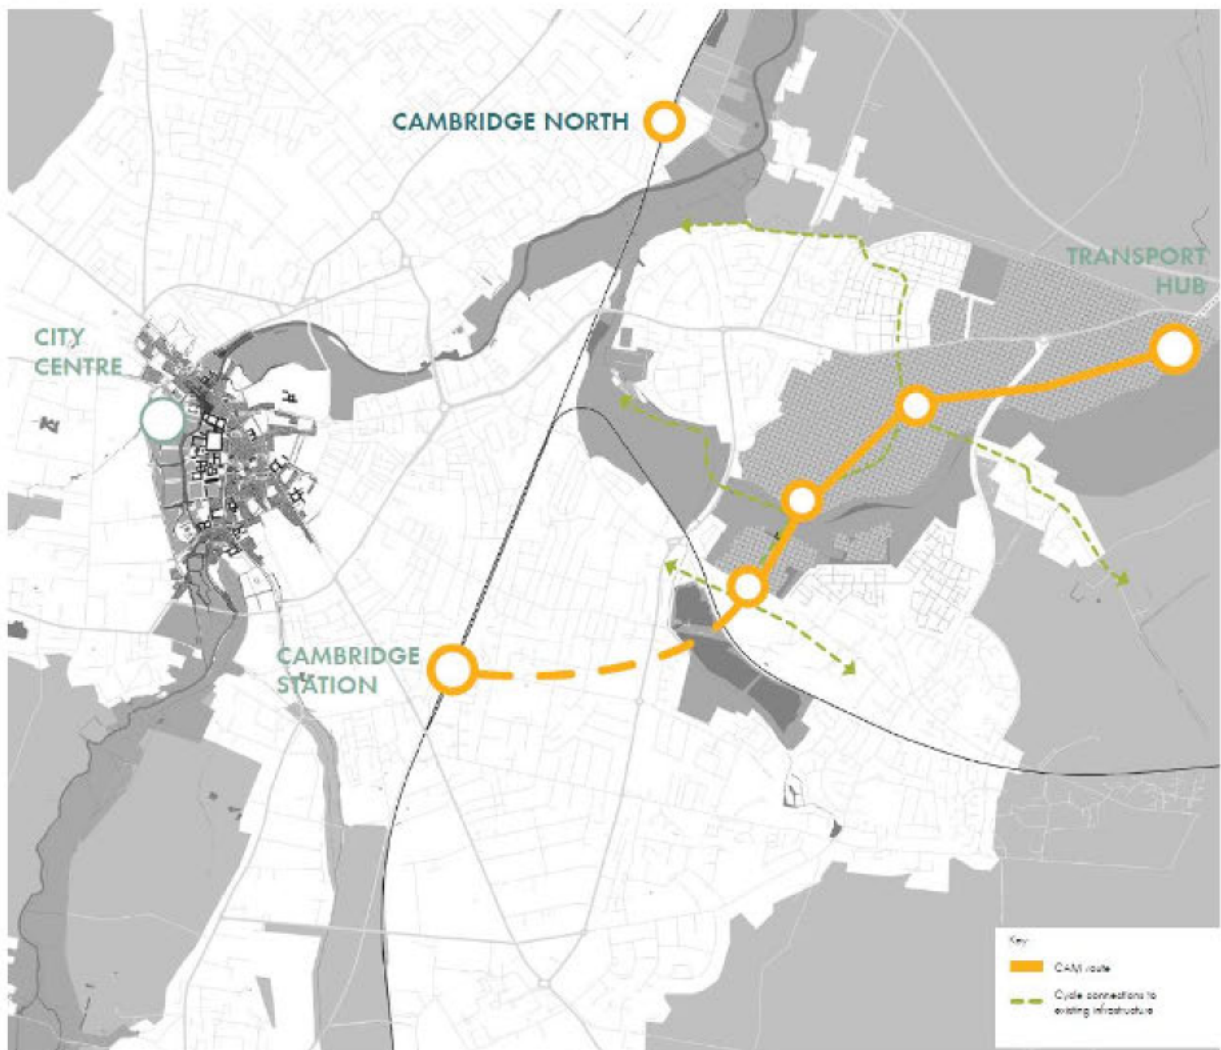 CAMBRIDGE NORTH
TRANSPORT
HUB
CITY
CENTRE
CAMBRIDGE
STATION
Key
CAM route
Cycle connections to
existing infrastructure